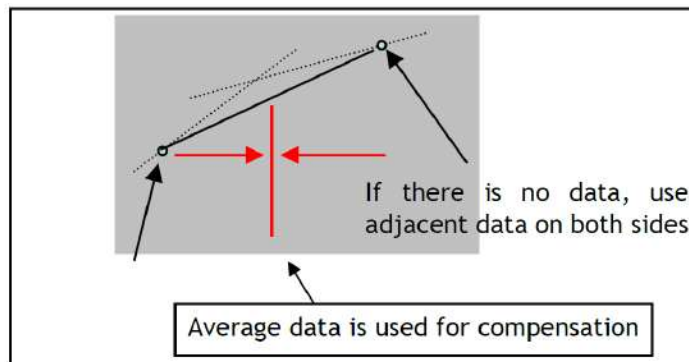 If there is no data, use
adjacent data on both sides
Average data is used for compensation